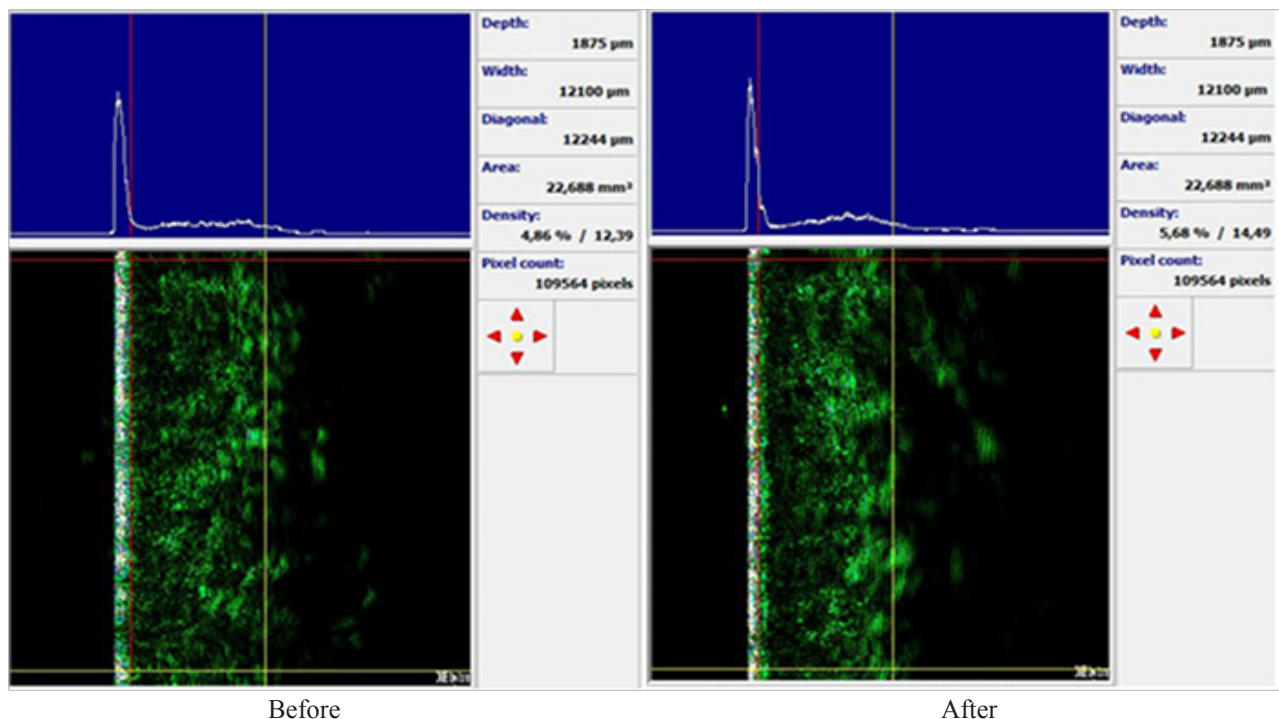 Depth:
1875 µm
Width:
12100 µm
Diagonal:
12244 µm
Area:
22,688 mm²
Density:
4,86 % / 12,39
Pixel count:
109564 pixels
Depth:
1875 µm
Width:
12100 µm
Diagonal:
12244 µm
Area:
22,688 mm²
Density:
5,68 % / 14,49
Pixel count:
109564 pixels
Before
After